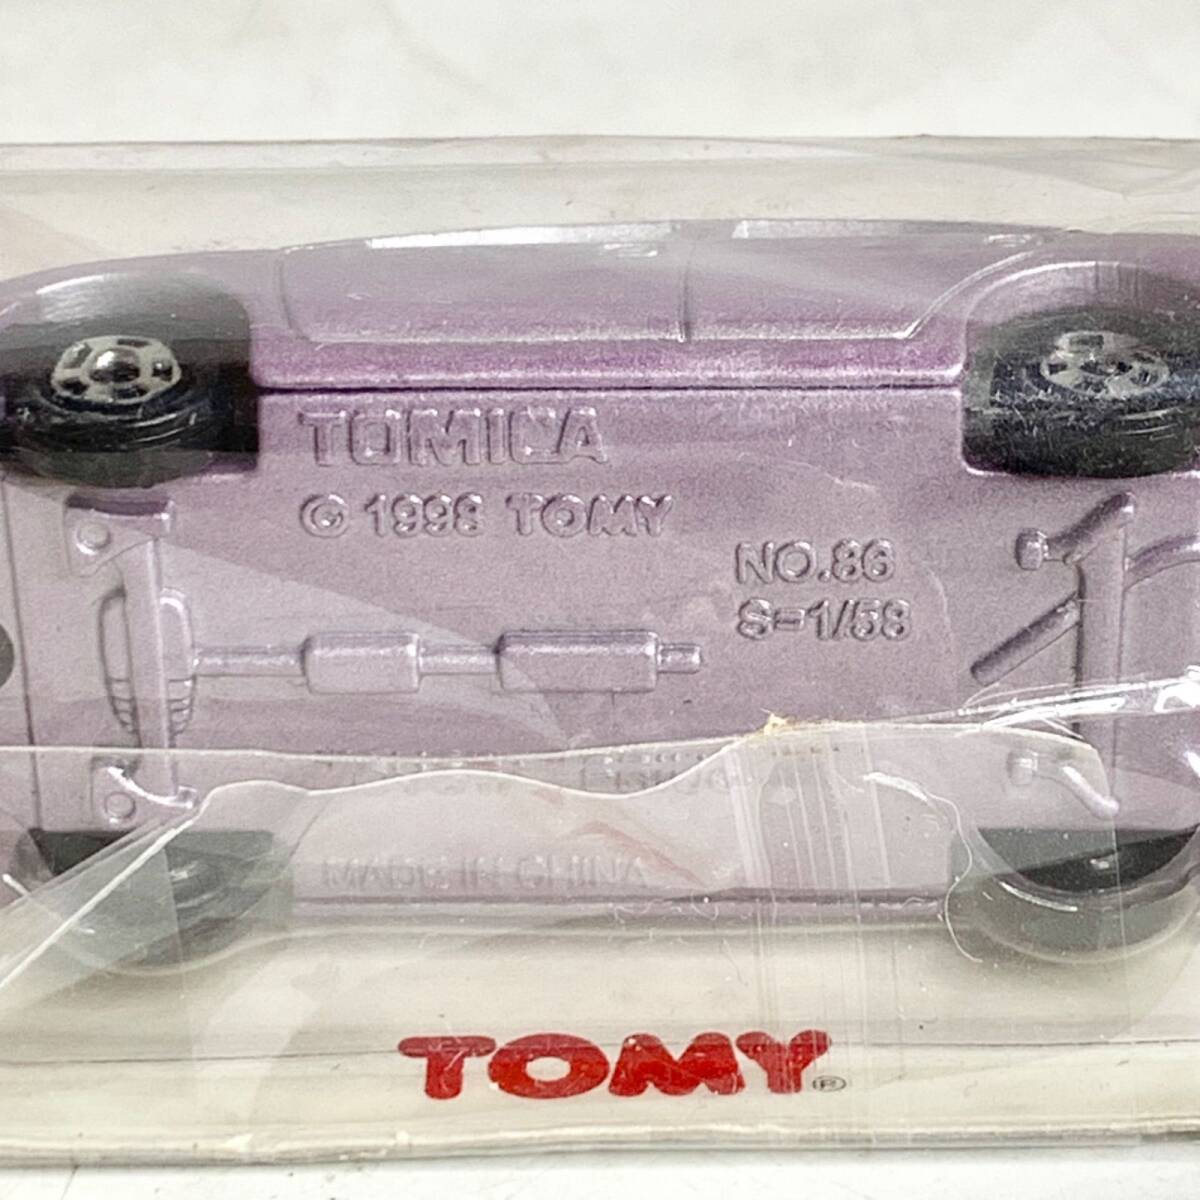 TOMICA
© 1998 TOMY
NO.86
S=1/58
MADE IN CHINA
TOMY®